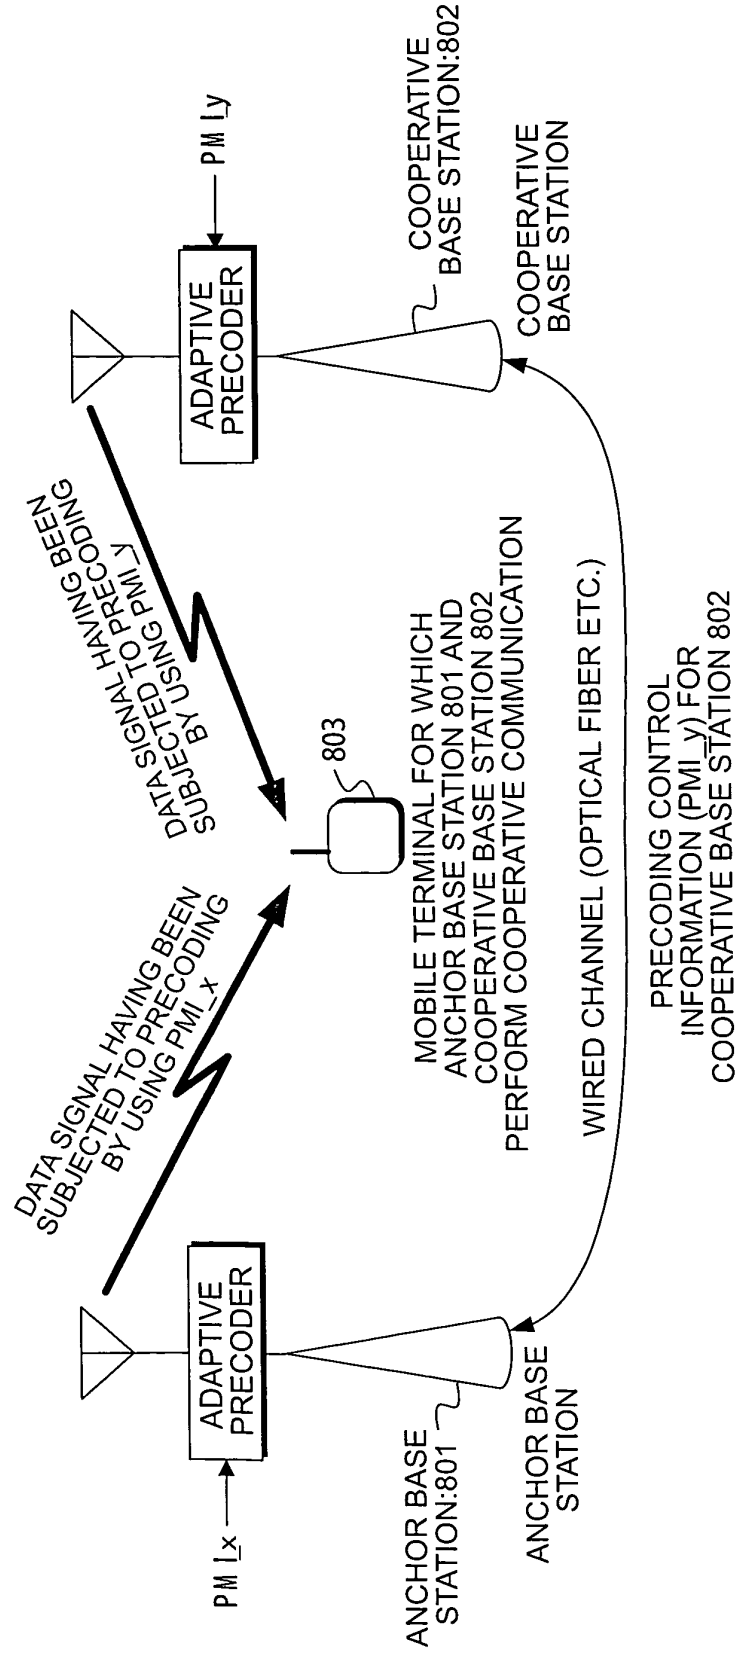 DATA SIGNAL HAVING BEEN
SUBJECTED TO PRECODING
BY USING PMI_x
DATA SIGNAL HAVING BEEN
SUBJECTED TO PRECODING
BY USING PMI_y
PMI_x
ADAPTIVE
PRECODER
ADAPTIVE
PRECODER
PMI_y
803
ANCHOR BASE
STATION:801
MOBILE TERMINAL FOR WHICH
ANCHOR BASE STATION 801 AND
COOPERATIVE BASE STATION 802
PERFORM COOPERATIVE COMMUNICATION
COOPERATIVE
BASE STATION:802
ANCHOR BASE
STATION
COOPERATIVE
BASE STATION
WIRED CHANNEL (OPTICAL FIBER ETC.)
PRECODING CONTROL
INFORMATION (PMI_y) FOR
COOPERATIVE BASE STATION 802